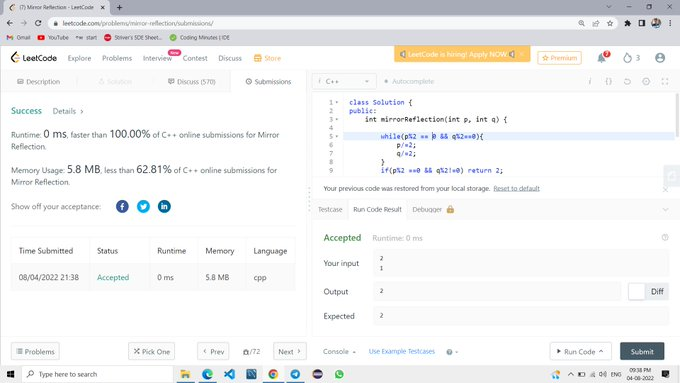 (7) Mirror Reflection - LeetCode
leetcode.com/problems/mirror-reflection/submissions/
Gmail YouTube start Striver's SDE Sheet... Coding Minutes | IDE
LeetCode Explore Problems Interview New Contest Discuss Store
LeetCode is hiring! Apply NOW.
Premium 7 3
Description Solution Discuss (570) Submissions
C++ Autocomplete
Success Details
Runtime: 0 ms, faster than 100.00% of C++ online submissions for Mirror
Reflection.
Memory Usage: 5.8 MB, less than 62.81% of C++ online submissions for
Mirror Reflection.
Show off your acceptance:
Time Submitted Status Runtime Memory Language
08/04/2022 21:38 Accepted 0 ms 5.8 MB cpp
1 class Solution {
2 public:
3 int mirrorReflection(int p, int q) {
4
5 while(p%2 == 0 && q%2==0){
6 p/=2;
7 q/=2;
8 }
9 if(p%2 ==0 && q%2!=0) return 2;
Your previous code was restored from your local storage. Reset to default
Testcase Run Code Result Debugger
Accepted Runtime: 0 ms
Your input
2
1
Output 2 Diff
Expected 2
Problems Pick One Prev /72 Next
Console Use Example Testcases Run Code Submit
Type here to search
ENG
09:38 PM
04-08-2022